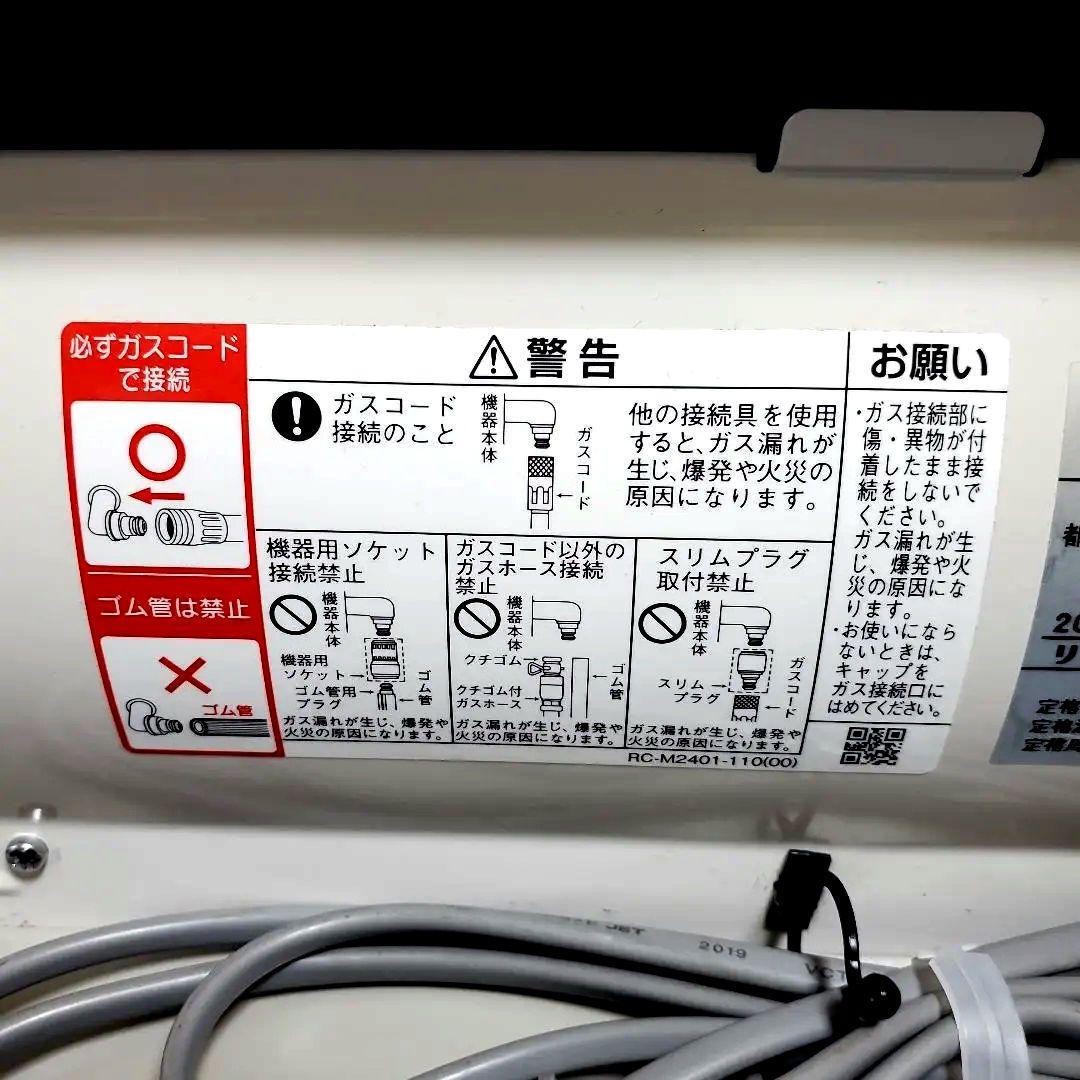 必ずガスコード
で接続
ゴム管は禁止
ゴム管
警告
ガスコード
接続のこと
機器本体
ガスコード
他の接続具を使用
すると、ガス漏れが
生じ、爆発や火災の
原因になります。
機器用ソケット
接続禁止
機器本体
機器用
ソケット
ゴム管用
プラグ
ゴム管
ガス漏れが生じ、爆発や
火災の原因になります。
ガスコード以外の
ガスホース接続
禁止
機器本体
クチゴム
クチゴム付
ガスホース
ゴム管
ガス漏れが生じ、爆発や
火災の原因になります。
スリムプラグ
取付禁止
機器本体
スリム
プラグ
ガスコード
ガス漏れが生じ、爆発や
火災の原因になります。
RC-M2401-110(00)
お願い
・ガス接続部に
傷・異物が付
着したまま接
続をしないで
ください。
ガス漏れが生
じ、爆発や火
災の原因にな
ります。
・お使いになら
ないときは、
キャップを
ガス接続口に
はめてください。
都
20
リ
定格
定格
定格
JET
2019
VCT